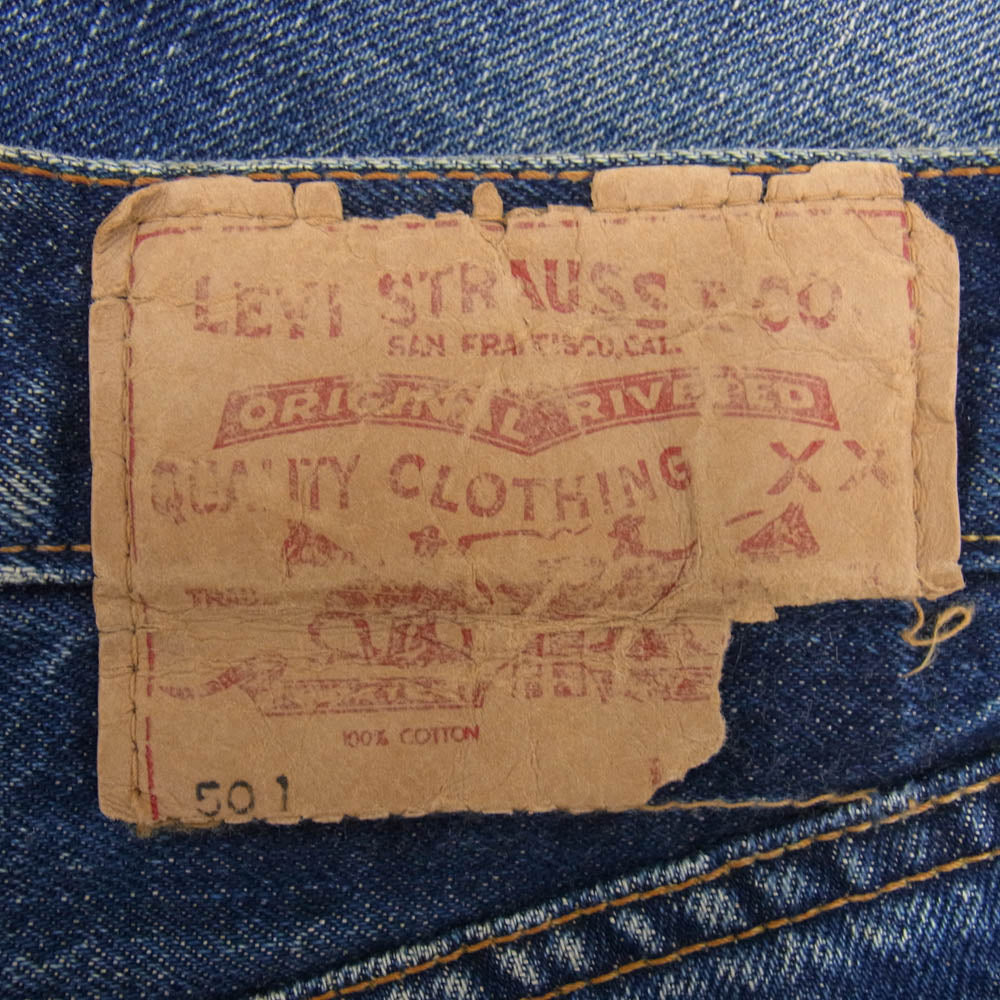 LEVI STRAUSS & CO.
SAN FRANCISCO, CAL.
ORIGINAL RIVETED
QUALITY CLOTHING XX
100% COTTON
501